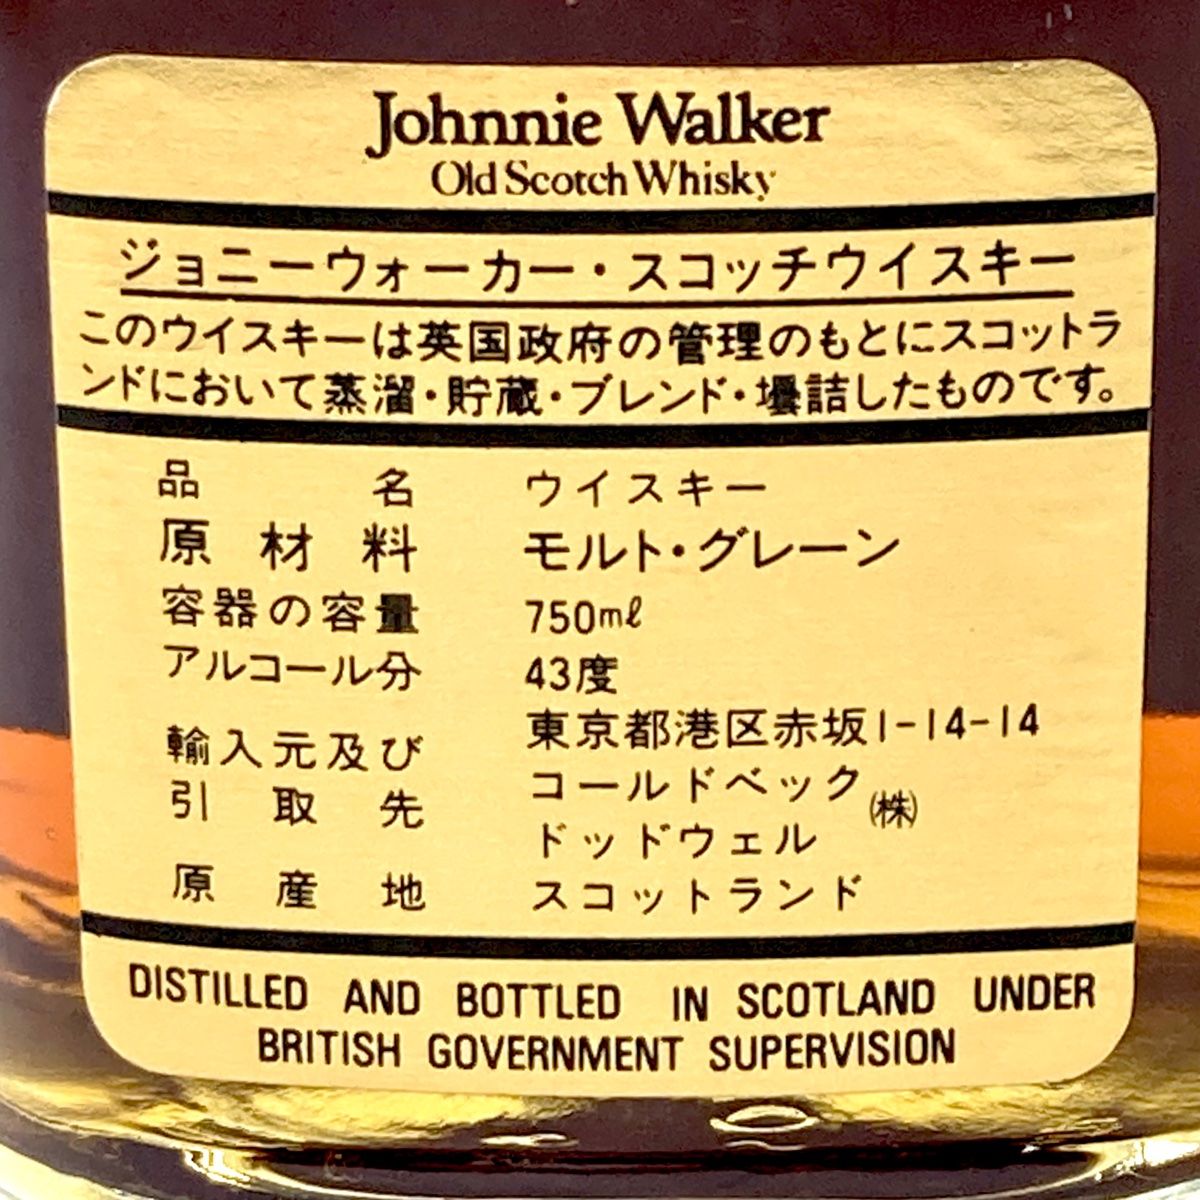 Johnnie Walker
Old Scotch Whisky
ジョニーウォーカー・スコッチウイスキー
このウイスキーは英国政府の管理のもとにスコットラ
ンドにおいて蒸溜・貯蔵・ブレンド・壜詰したものです。
品名 ウイスキー
原材料 モルト・グレーン
容器の容量 750mℓ
アルコール分 43度
輸入元及び引取先 東京都港区赤坂1-14-14
コールドベック
ドッドウェル ㈱
原産地 スコットランド
DISTILLED AND BOTTLED IN SCOTLAND UNDER
BRITISH GOVERNMENT SUPERVISION